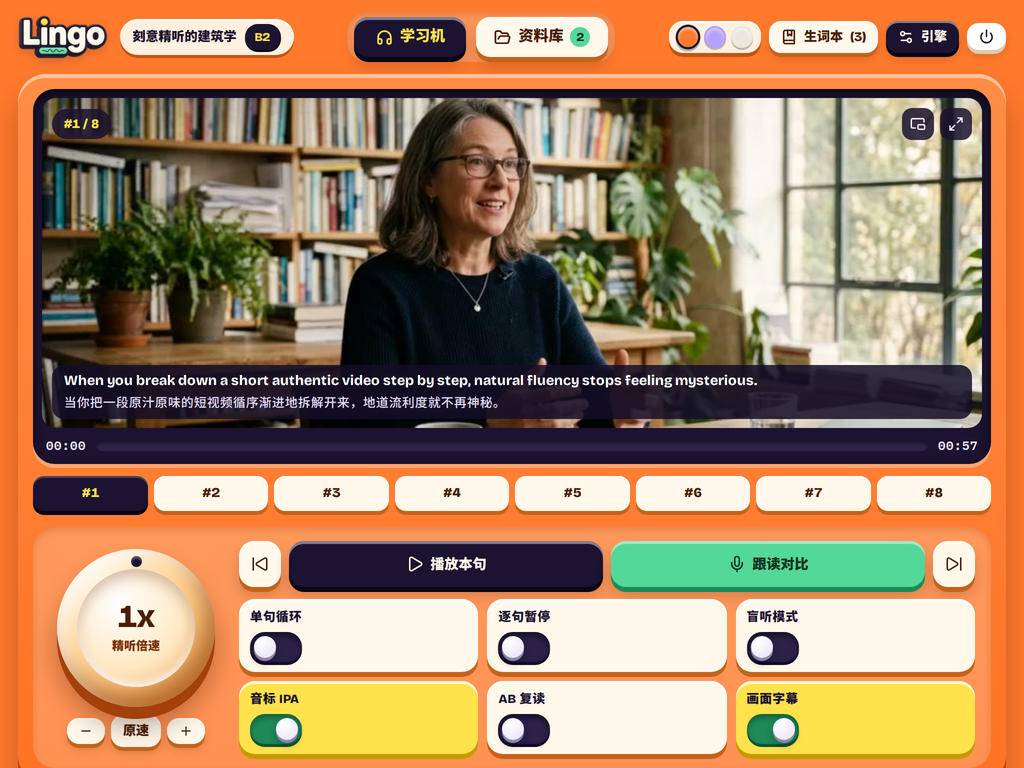 Lingo
刻意精听的建筑学 B2
学习机
资料库 2
生词本 (3)
引擎
#1 / 8
When you break down a short authentic video step by step, natural fluency stops feeling mysterious.
当你把一段原汁原味的短视频循序渐进地拆解开来，地道流利度就不再神秘。
00:00
00:57
#1
#2
#3
#4
#5
#6
#7
#8
1x
精听倍速
− 原速 +
播放本句
跟读对比
单句循环
逐句暂停
盲听模式
音标 IPA
AB 复读
画面字幕